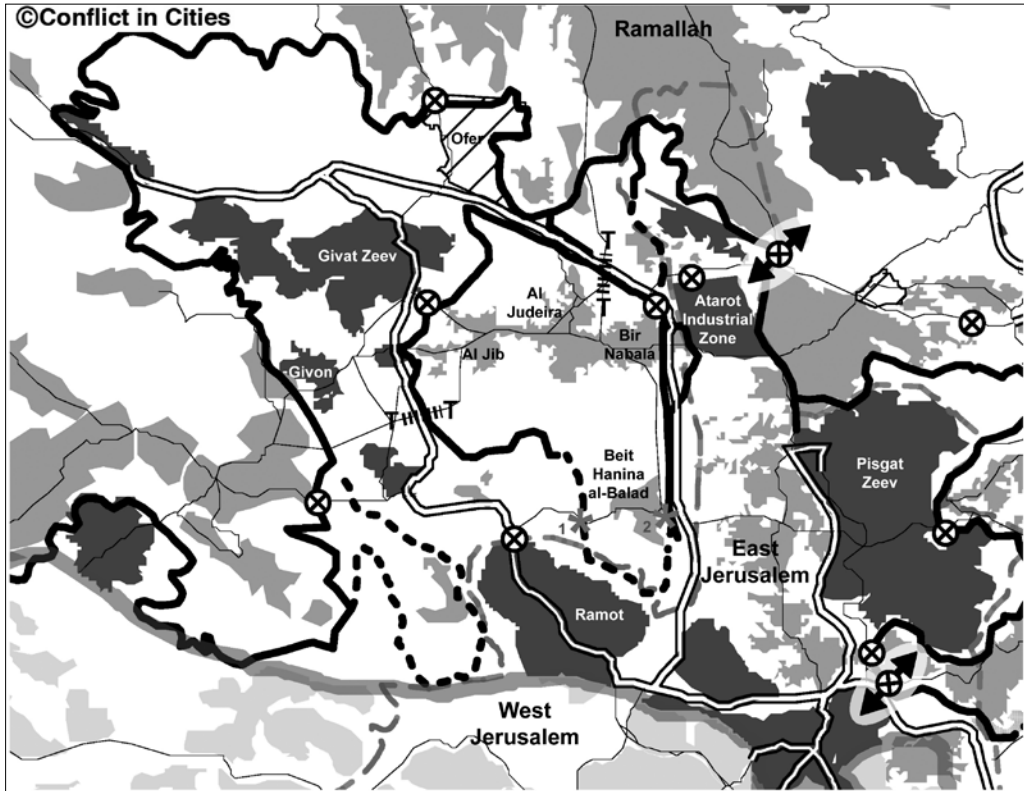 ©Conflict in Cities
Ramallah
Ofer
Givat Zeev
Al
Judeira
Atarot
Industrial
Zone
Bir
Nabala
Al Jib
Givon
T
T
T
T
Beit
Hanina
al-Balad
Pisgat
Zeev
1
2
East
Jerusalem
Ramot
West
Jerusalem